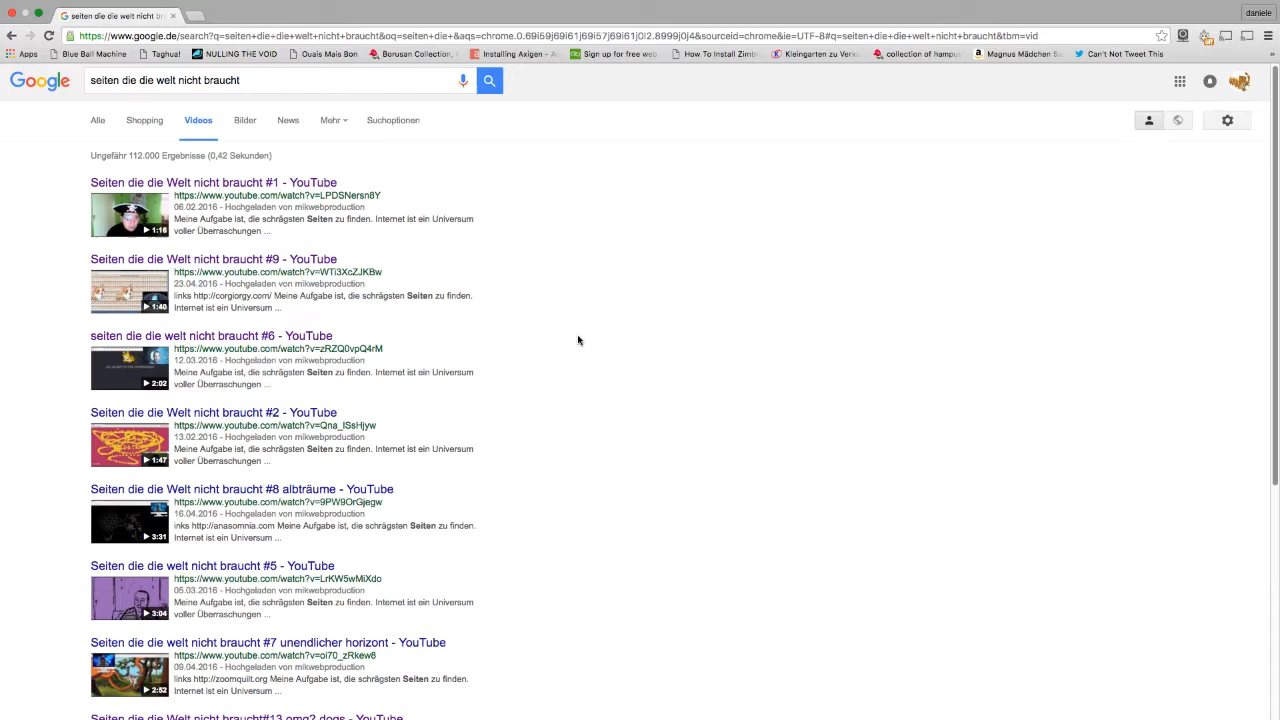 seiten die die welt nicht br
daniele
https://www.google.de/search?q=seiten+die+die+welt+nicht+braucht&oq=seiten+die+&aqs=chrome.0.69i59j69i61j69i57j69i61j0l2.8999j0j4&sourceid=chrome&ie=UTF-8#q=seiten+die+die+welt+nicht+braucht&tbm=vid
Apps Blue Ball Machine Taghua! NULLING THE VOID Ouais Mais Bon Borusan Collection, Installing Axigen - A Sign up for free web How To Install Zimb Kleingarten in Verkau collection of hampus Magnus Mädchen S Can't Not Tweet This »
Google seiten die die welt nicht braucht
Alle Shopping Videos Bilder News Mehr Suchoptionen
Ungefähr 112.000 Ergebnisse (0,42 Sekunden)
Seiten die die Welt nicht braucht #1 - YouTube
https://www.youtube.com/watch?v=LPDSNersn8Y
06.02.2016 - Hochgeladen von mikwebproduction
Meine Aufgabe ist, die schrägsten Seiten zu finden. Internet ist ein Universum
1:16 voller Überraschungen ...
Seiten die die Welt nicht braucht #9 - YouTube
https://www.youtube.com/watch?v=WTi3XcZJKBw
23.04.2016 - Hochgeladen von mikwebproduction
links http://corgiorgy.com/ Meine Aufgabe ist, die schrägsten Seiten zu finden.
1:40 Internet ist ein Universum ...
seiten die die welt nicht braucht #6 - YouTube
https://www.youtube.com/watch?v=zRZQ0vpQ4rM
12.03.2016 - Hochgeladen von mikwebproduction
Meine Aufgabe ist, die schrägsten Seiten zu finden. Internet ist ein Universum
2:02 voller Überraschungen ...
Seiten die die Welt nicht braucht #2 - YouTube
https://www.youtube.com/watch?v=Qna_ISsHjyw
13.02.2016 - Hochgeladen von mikwebproduction
Meine Aufgabe ist, die schrägsten Seiten zu finden. Internet ist ein Universum
1:47 voller Überraschungen ...
Seiten die die Welt nicht braucht #8 albträume - YouTube
https://www.youtube.com/watch?v=9PW9OrGjegw
16.04.2016 - Hochgeladen von mikwebproduction
inks http://anasomnia.com Meine Aufgabe ist, die schrägsten Seiten zu finden.
3:31 Internet ist ein Universum ...
Seiten die die welt nicht braucht #5 - YouTube
https://www.youtube.com/watch?v=LrKW5wMiXdo
05.03.2016 - Hochgeladen von mikwebproduction
Meine Aufgabe ist, die schrägsten Seiten zu finden. Internet ist ein Universum
3:04 voller Überraschungen ...
Seiten die die welt nicht braucht #7 unendlicher horizont - YouTube
https://www.youtube.com/watch?v=oi70_zRkew8
09.04.2016 - Hochgeladen von mikwebproduction
links http://zoomquilt.org Meine Aufgabe ist, die schrägsten Seiten zu finden.
2:52 Internet ist ein Universum ...
Seiten die die Welt nicht braucht#13 omg2 dogs - YouTube